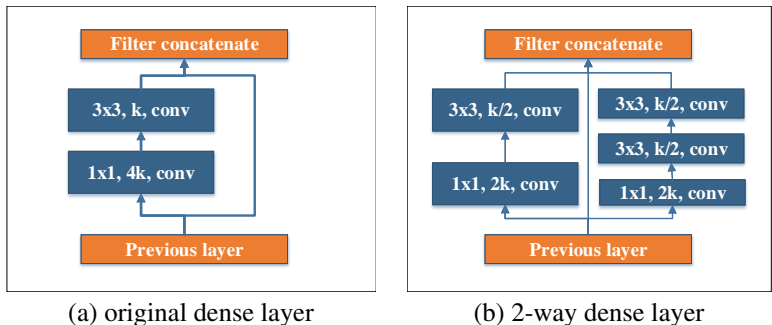 Filter concatenate
3x3, k, conv
1x1, 4k, conv
Previous layer
(a) original dense layer
Filter concatenate
3x3, k/2, conv
1x1, 2k, conv
3x3, k/2, conv
3x3, k/2, conv
1x1, 2k, conv
Previous layer
(b) 2-way dense layer